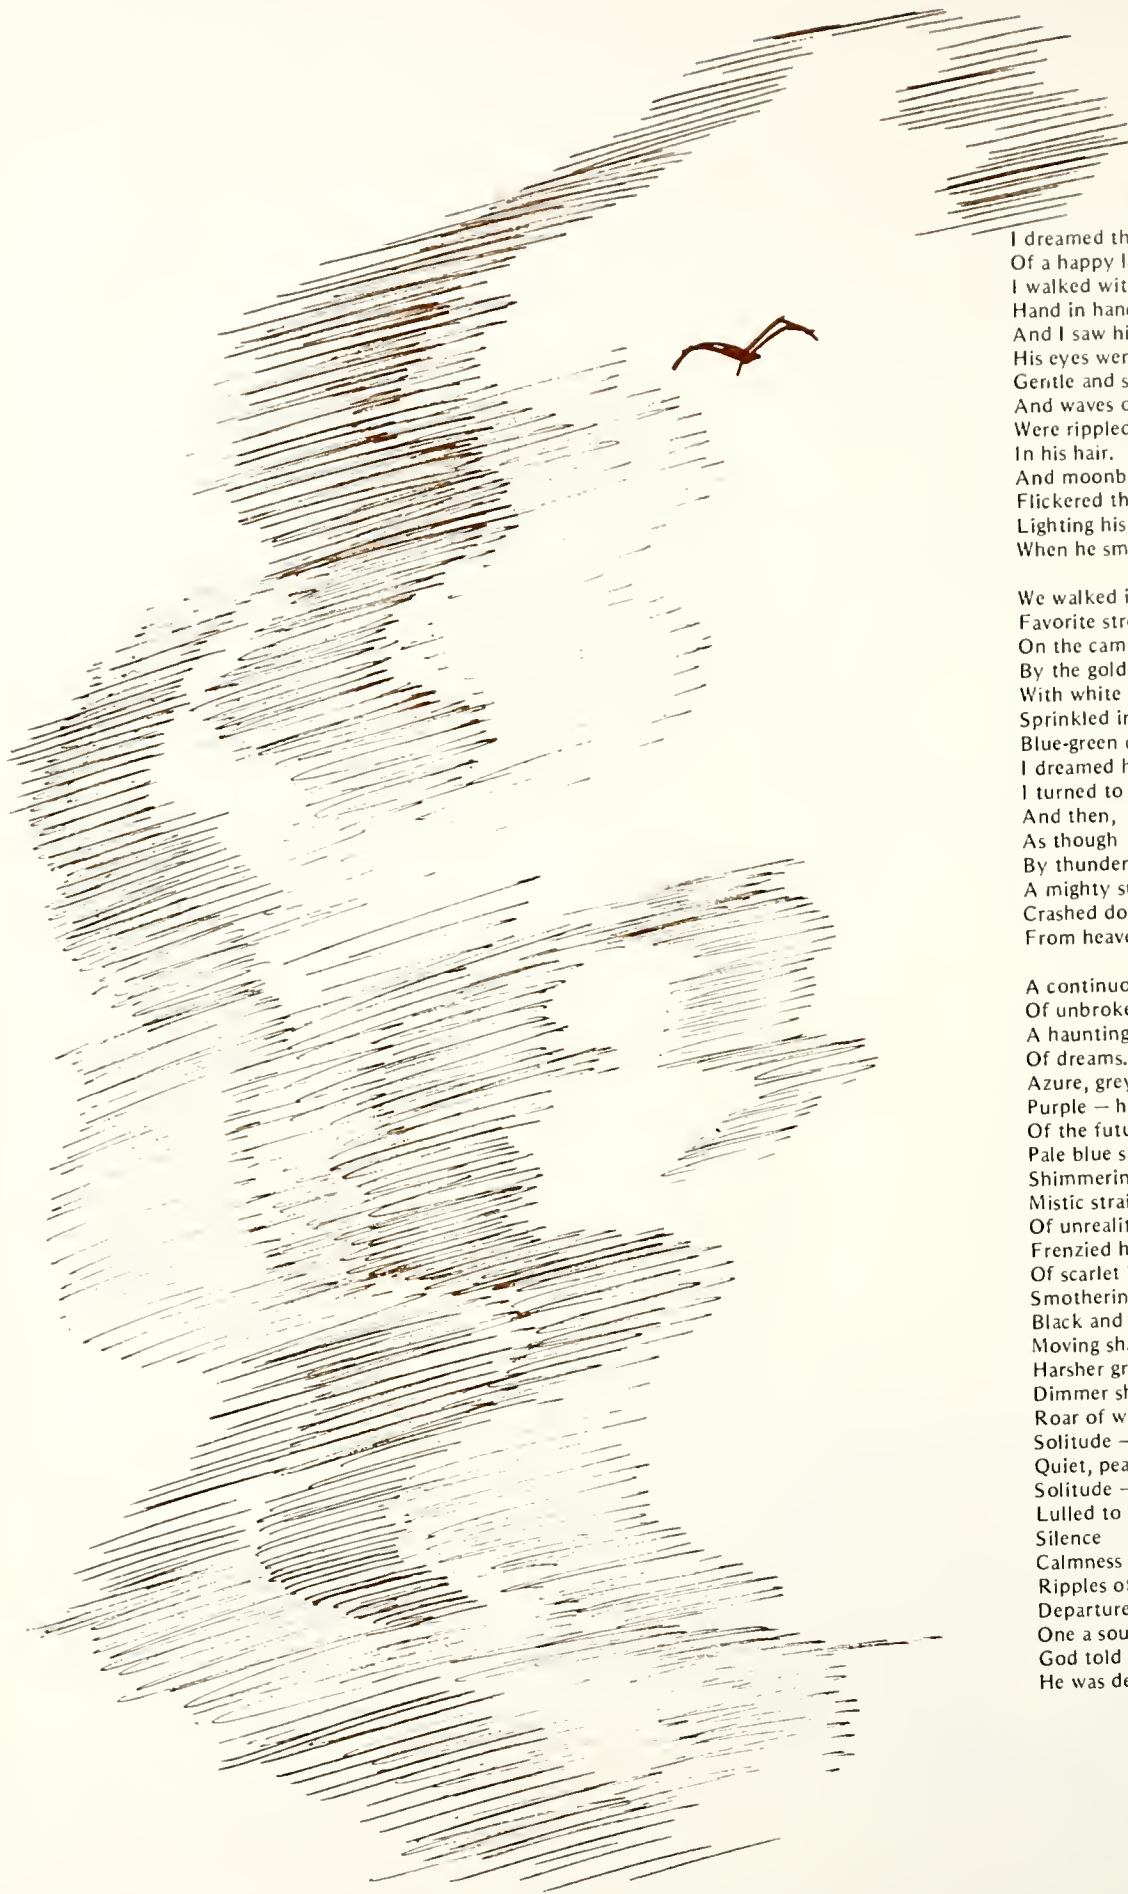 I dreamed th
Of a happy l
I walked wit
Hand in hand
And I saw hi
His eyes wer
Gentle and s
And waves o
Were rippled
In his hair.
And moonb
Flickered th
Lighting his
When he sm

We walked i
Favorite stre
On the cam
By the gold
With white
Sprinkled in
Blue-green
I dreamed h
I turned to
And then,
As though
By thunder
A mighty st
Crashed do
From heave

A continuo
Of unbroke
A haunting
Of dreams.
Azure, grey
Purple — h
Of the futu
Pale blue s
Shimmerin
Mistic strai
Of unrealit
Frenzied h
Of scarlet
Smotherin
Black and
Moving sh
Harsher gr
Dimmer sh
Roar of w
Solitude —
Quiet, pea
Solitude —
Lulled to
Silence
Calmness
Ripples of
Departure
One a sou
God told
He was de